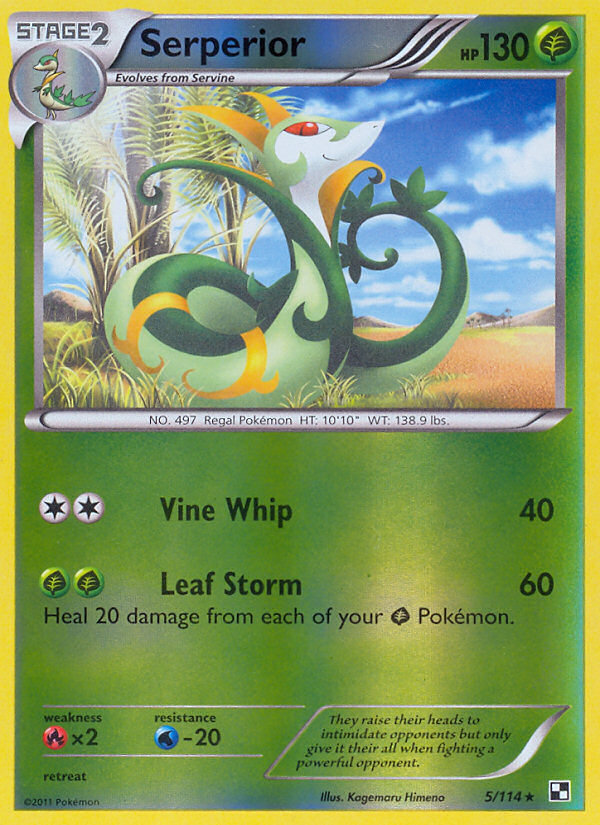 STAGE2
Serperior
HP130
Evolves from Servine
NO. 497 Regal Pokémon HT: 10'10" WT: 138.9 lbs.
Vine Whip 40
Leaf Storm 60
Heal 20 damage from each of your Pokémon.
weakness
×2
resistance
-20
retreat
They raise their heads to
intimidate opponents but only
give it their all when fighting a
powerful opponent.
©2011 Pokémon
Illus. Kagemaru Himeno
5/114★